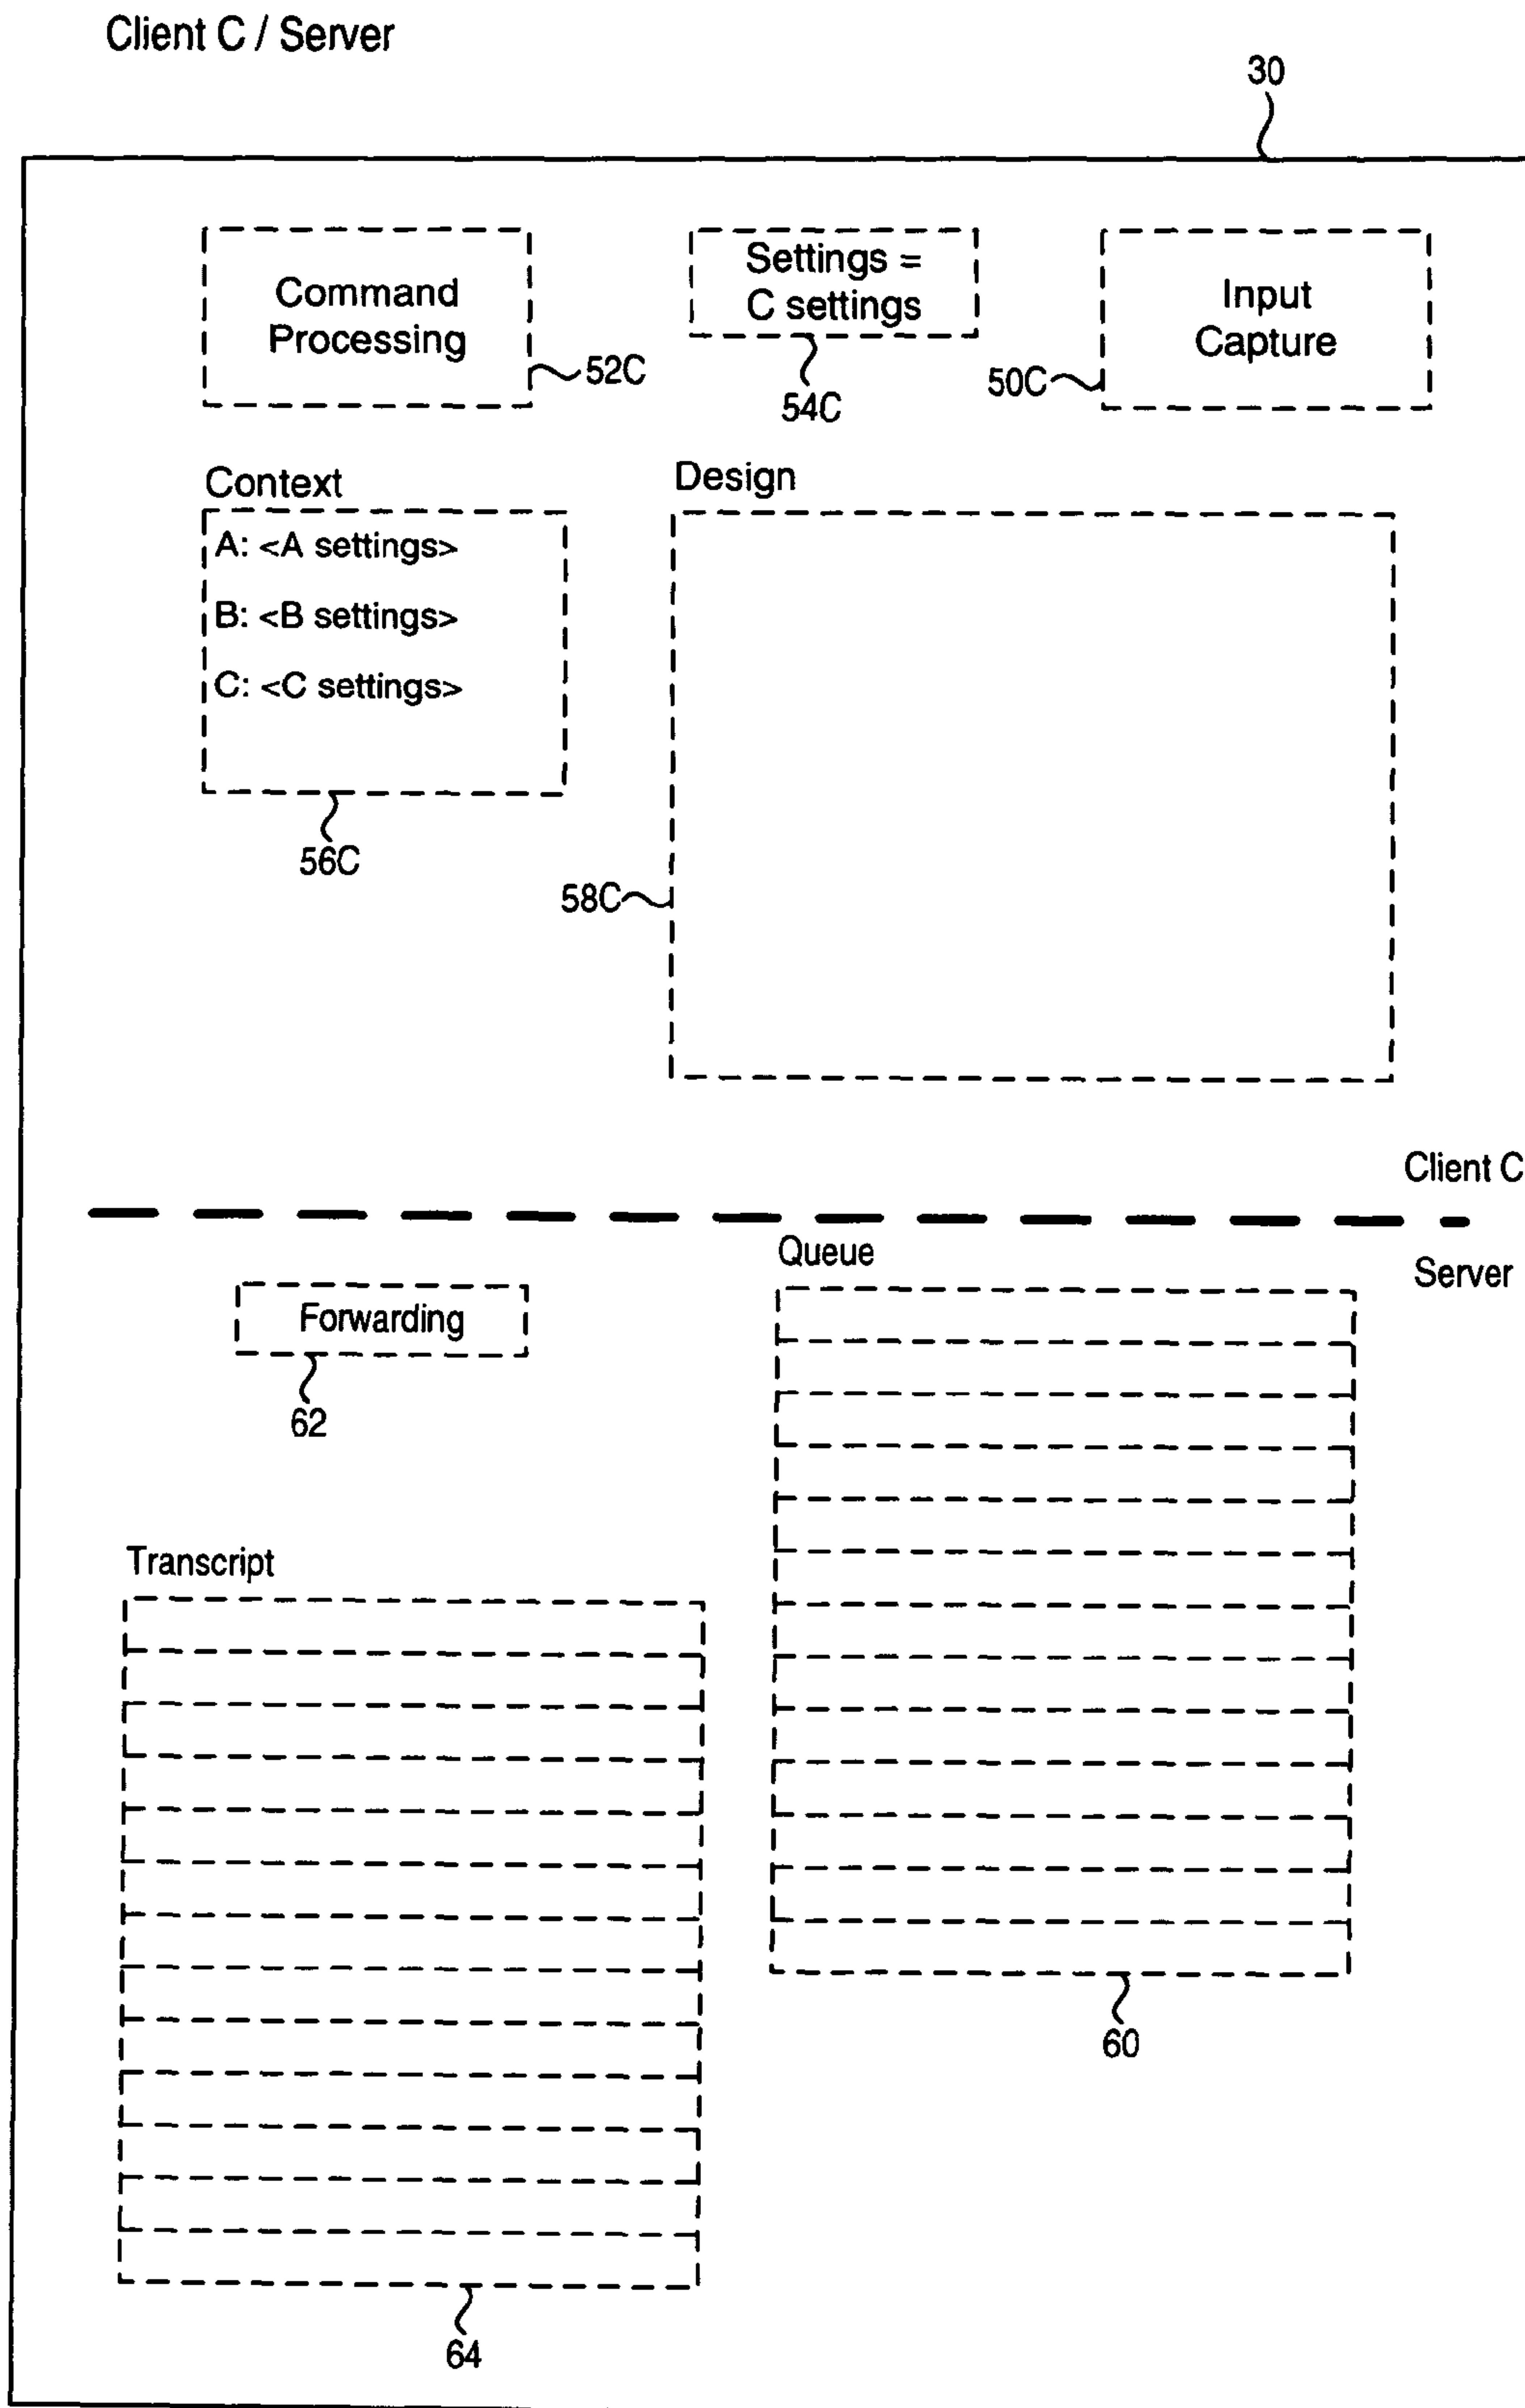 Client C / Server
30
Command
Processing
52C
Settings =
C settings
54C
Input
Capture
50C
Context
A: <A settings>
B: <B settings>
C: <C settings>
56C
Design
58C
Client C
Server
Forwarding
62
Queue
60
Transcript
64